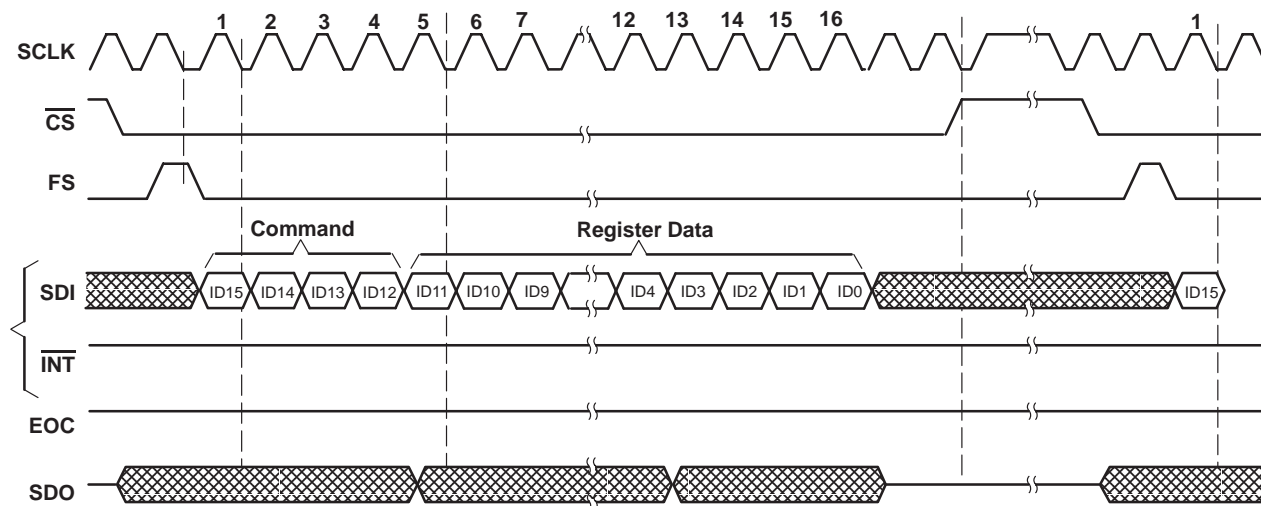 1 2 3 4 5 6 7 12 13 14 15 16 1
SCLK
CS
FS
Command Register Data
SDI ID15 ID14 ID13 ID12 ID11 ID10 ID9 ID4 ID3 ID2 ID1 ID0 ID15
INT
EOC
SDO